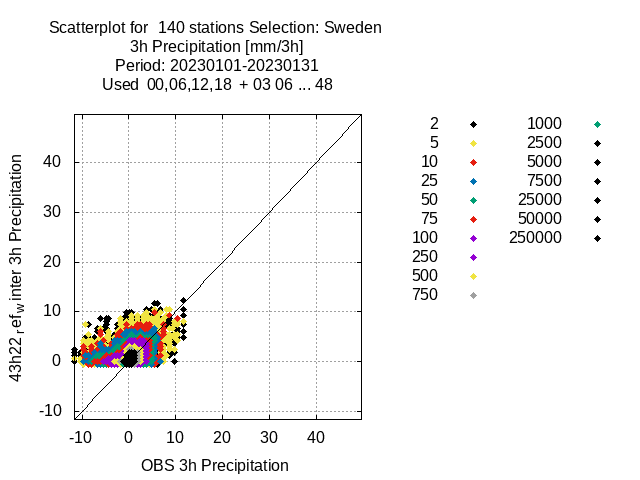 Scatterplot for 140 stations Selection: Sweden
3h Precipitation [mm/3h]
Period: 20230101-20230131
Used 00,06,12,18 + 03 06 ... 48
43h22,ref_w inter 3h Precipitation
40
30
20
10
0
-10
-10 0 10 20 30 40
OBS 3h Precipitation
2 1000
5 2500
10 5000
25 7500
50 25000
75 50000
100 250000
250
500
750